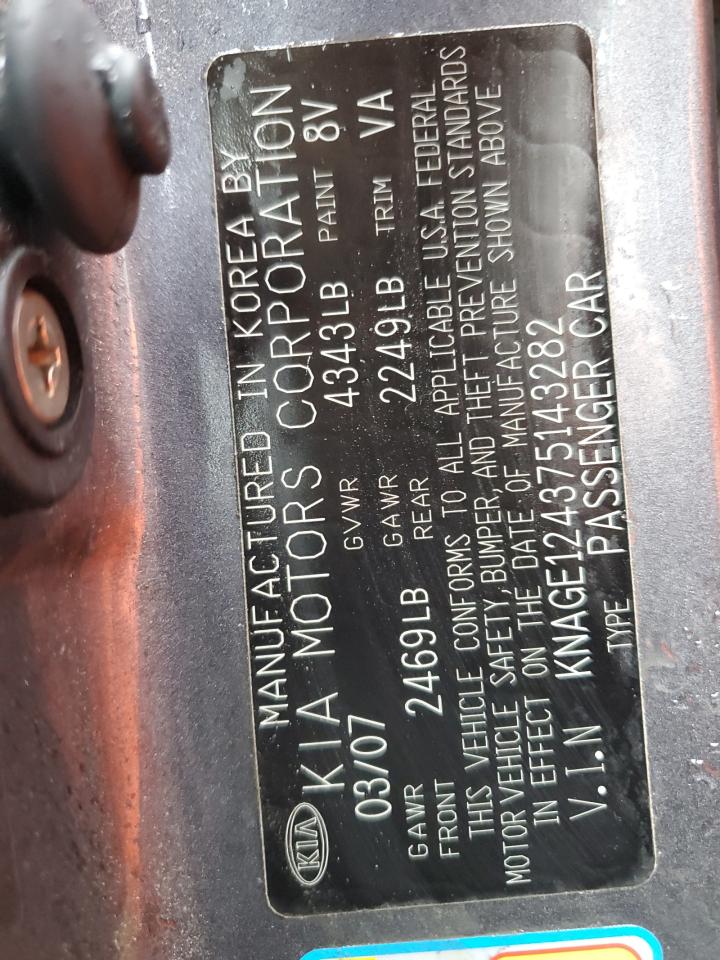 MANUFACTURED IN KOREA BY
KIA KIA MOTORS CORPORATION
03/07 GVWR 4343LB PAINT 8V
GAWR FRONT 2469LB GAWR REAR 2249LB TRIM VA
THIS VEHICLE CONFORMS TO ALL APPLICABLE U.S.A. FEDERAL
MOTOR VEHICLE SAFETY, BUMPER, AND THEFT PREVENTION STANDARDS
IN EFFECT ON THE DATE OF MANUFACTURE SHOWN ABOVE
V.I.N KNAGE124375143282
TYPE PASSENGER CAR